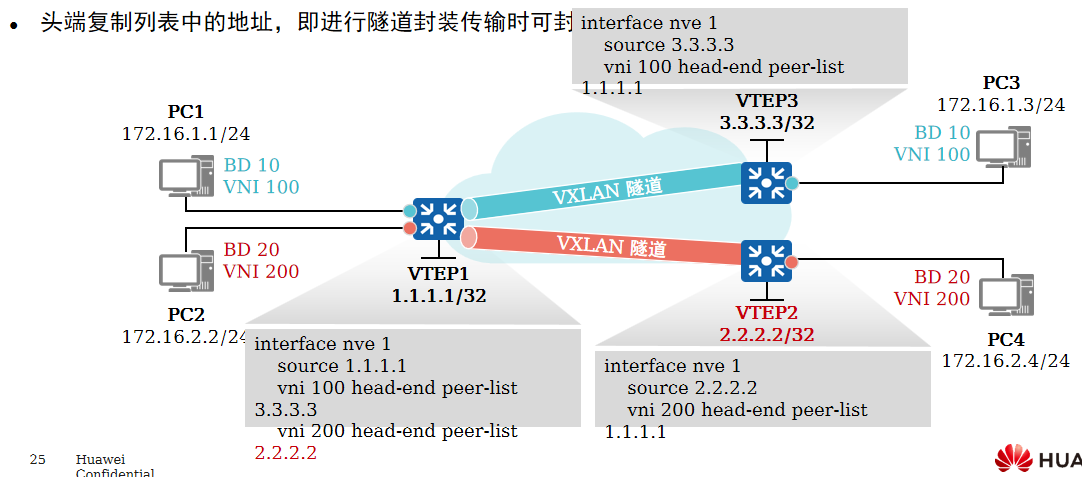 • 头端复制列表中的地址，即进行隧道封装传输时可封
interface nve 1
source 3.3.3.3
vni 100 head-end peer-list
1.1.1.1
VTEP3
3.3.3.3/32
PC1
172.16.1.1/24
BD 10
VNI 100
PC3
172.16.1.3/24
BD 10
VNI 100
VXLAN 隧道
VXLAN 隧道
BD 20
VNI 200
PC2
172.16.2.2/24
VTEP1
1.1.1.1/32
VTEP2
2.2.2.2/32
BD 20
VNI 200
PC4
172.16.2.4/24
interface nve 1
source 1.1.1.1
vni 100 head-end peer-list
3.3.3.3
vni 200 head-end peer-list
2.2.2.2
interface nve 1
source 2.2.2.2
vni 200 head-end peer-list
1.1.1.1
25
Huawei
Confidential
HUA